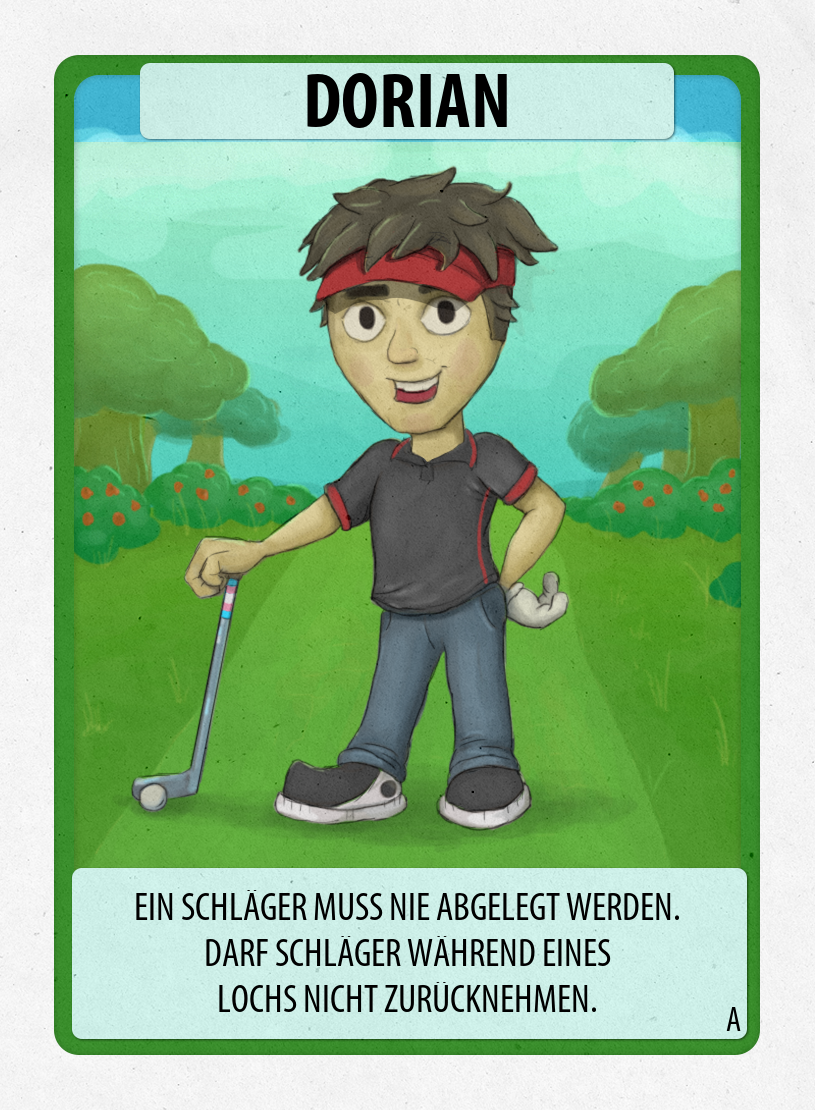 DORIAN
EIN SCHLÄGER MUSS NIE ABGELEGT WERDEN.
DARF SCHLÄGER WÄHREND EINES
LOCHS NICHT ZURÜCKNEHMEN.
A